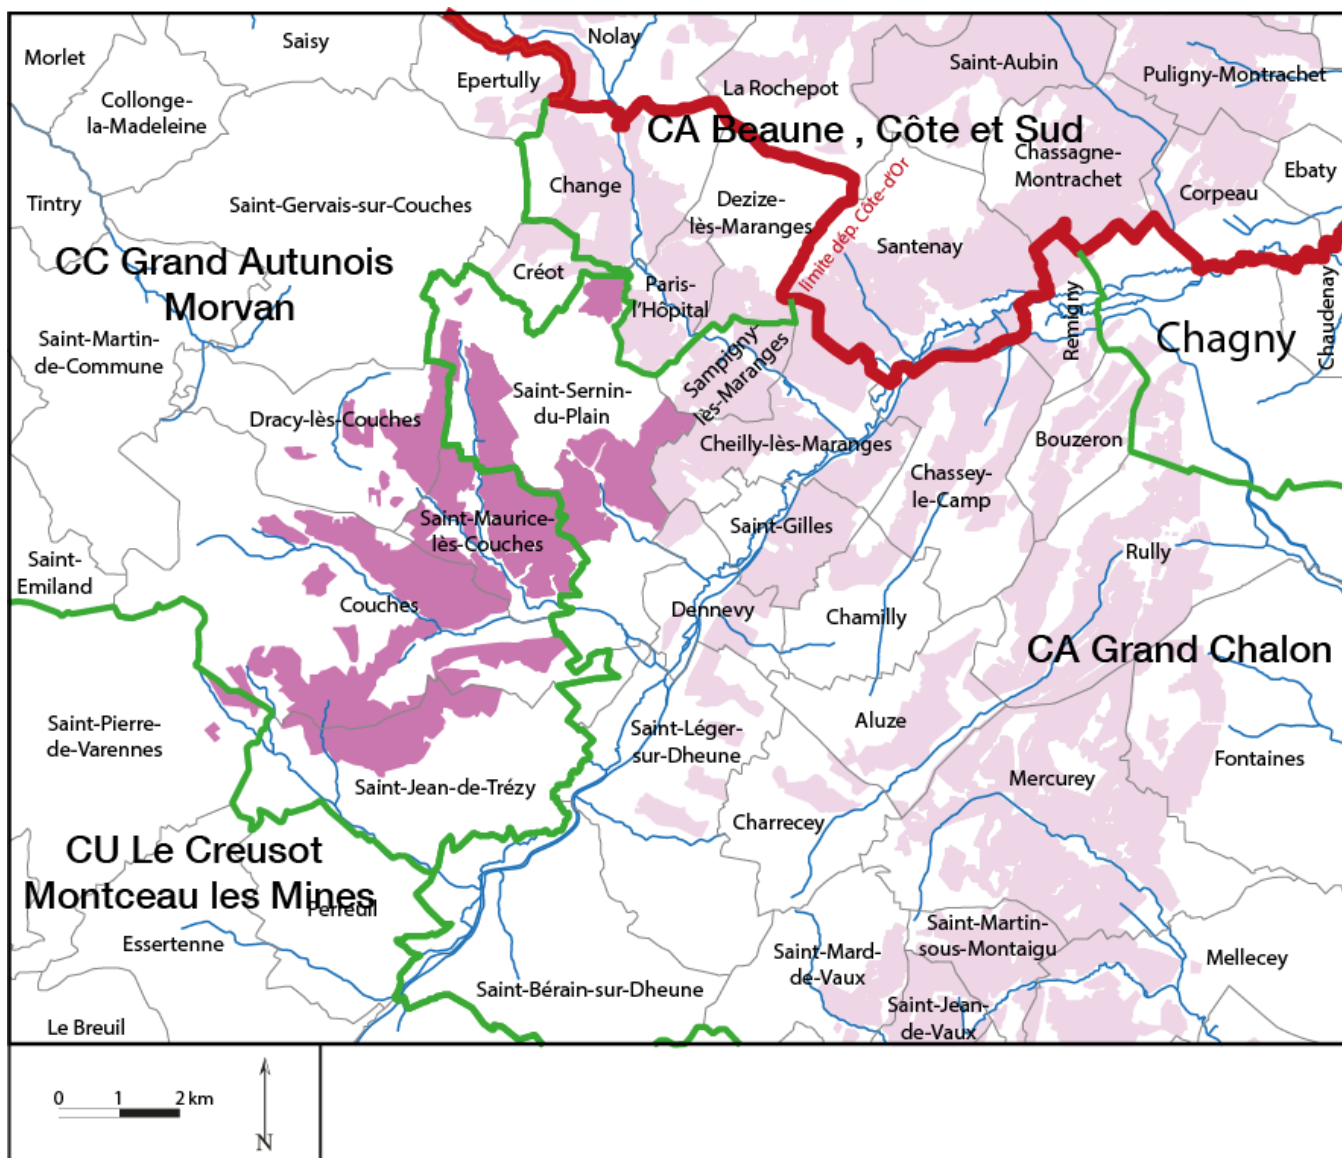 Morlet
Saisy
Nolay
Saint-Aubin
Puligny-Montrachet
Epertully
La Rochepot
Collonge-
la-Madeleine
CA Beaune , Côte et Sud
Chassagne-
Montrachet
Ebaty
Corpeau
Change
Tintry
Saint-Gervais-sur-Couches
Dezize-
lès-Maranges
limite dép. Côte-d'Or
Santenay
CC Grand Autunois
Morvan
Créot
Paris-
l'Hôpital
Remigny
Chagny
Chaudenay
Saint-Martin-
de-Commune
Sampigny-
lès-Maranges
Saint-Sernin-
du-Plain
Dracy-lès-Couches
Cheilly-lès-Maranges
Bouzeron
Chassey-
le-Camp
Saint-Maurice-
lès-Couches
Saint-Gilles
Rully
Saint-
Emiland
Couches
Dennevy
Chamilly
CA Grand Chalon
Saint-Pierre-
de-Varennes
Saint-Léger-
sur-Dheune
Aluze
Fontaines
Saint-Jean-de-Trézy
Mercurey
Charrecey
CU Le Creusot
Montceau les Mines
Perreuil
Essertenne
Saint-Martin-
sous-Montaigu
Saint-Mard-
de-Vaux
Mellecey
Saint-Bérain-sur-Dheune
Saint-Jean-
de-Vaux
Le Breuil
0 1 2 km
N